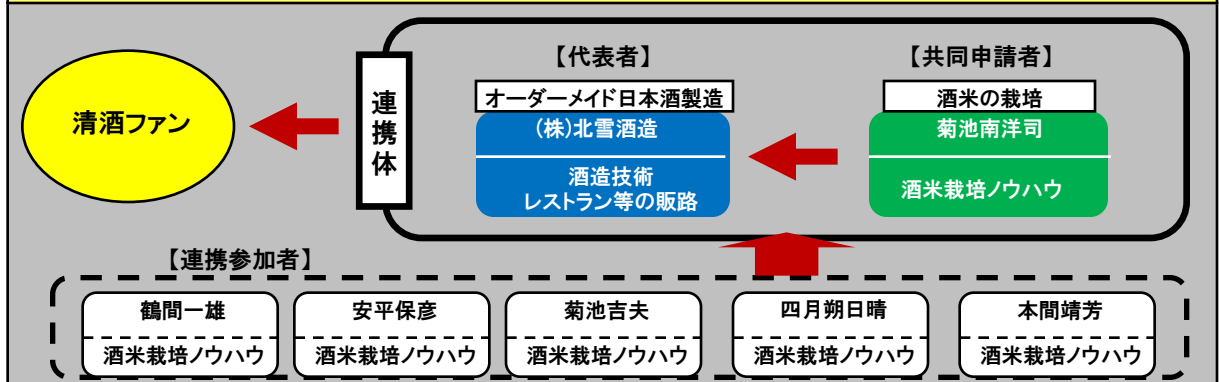 【代表者】
【共同申請者】
清酒ファン
連携体
オーダーメイド日本酒製造
(株)北雪酒造
酒造技術
レストラン等の販路
酒米の栽培
菊池南洋司
酒米栽培ノウハウ
【連携参加者】
鶴間一雄
酒米栽培ノウハウ
安平保彦
酒米栽培ノウハウ
菊池吉夫
酒米栽培ノウハウ
四月朔日晴
酒米栽培ノウハウ
本間靖芳
酒米栽培ノウハウ